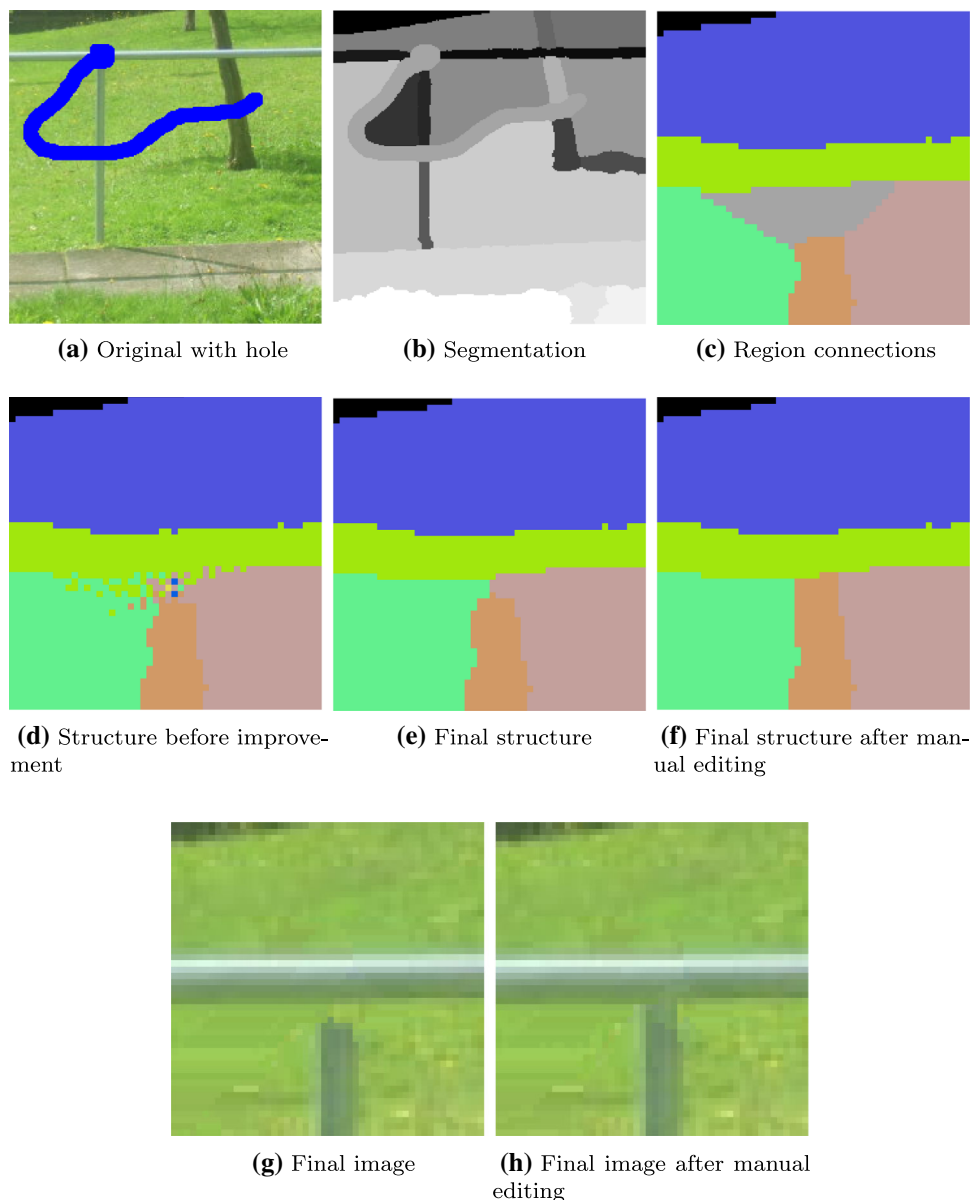 (a) Original with hole
(b) Segmentation
(c) Region connections
(d) Structure before improve-
ment
(e) Final structure
(f) Final structure after man-
ual editing
(g) Final image
(h) Final image after manual
editing